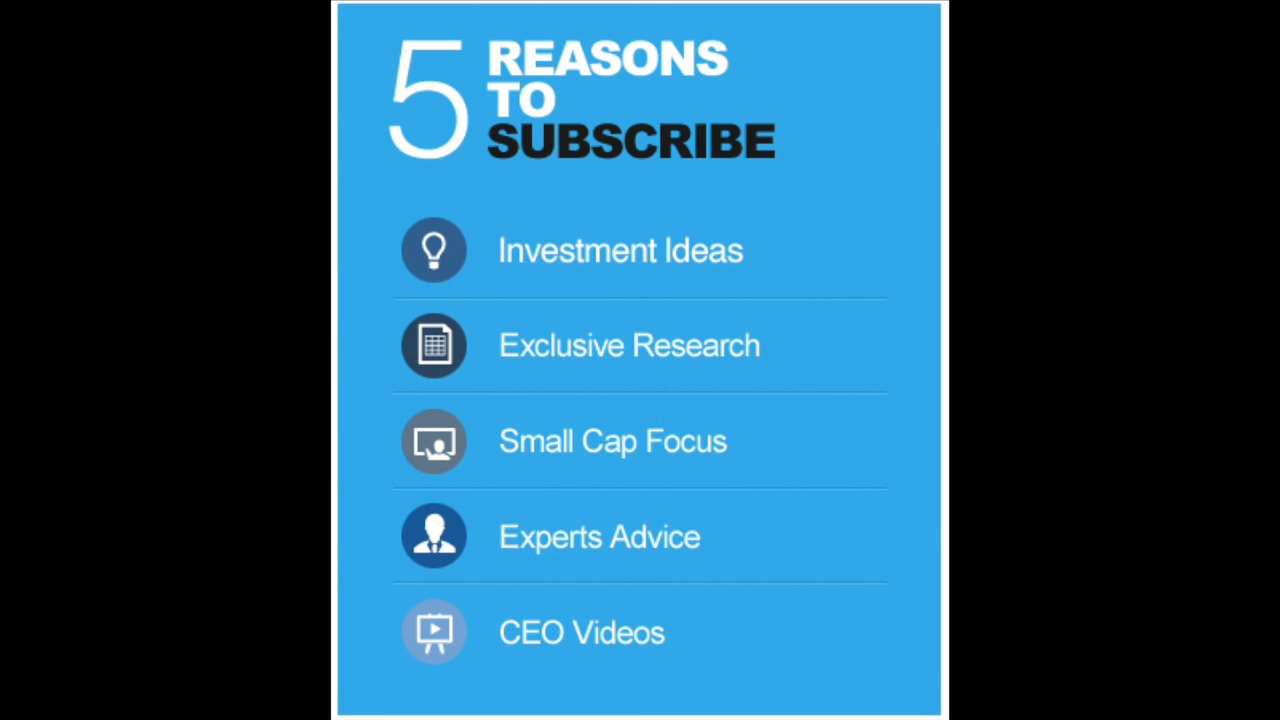 5
REASONS
TO
SUBSCRIBE
Investment Ideas
Exclusive Research
Small Cap Focus
Experts Advice
CEO Videos